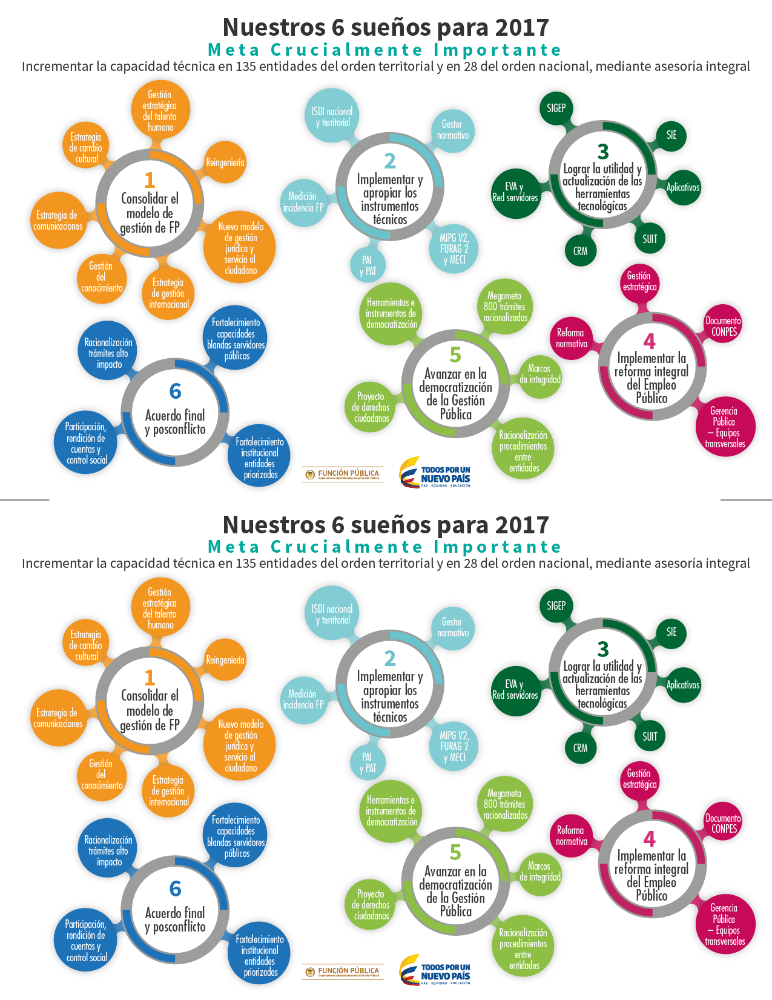 Nuestros 6 sueños para 2017
Meta Crucialmente Importante
Incrementar la capacidad técnica en 135 entidades del orden territorial y en 28 del orden nacional, mediante asesoría integral
1
Consolidar el
modelo de
gestión de FP
Gestión
estratégica
del talento
humano
Estrategia
de cambio
cultural
Reingeniería
Estrategia de
comunicaciones
Nuevo modelo
de gestión
jurídica y
servicio al
ciudadano
Gestión
del
conocimiento
Estrategia
de gestión
internacional
2
Implementar y
apropiar los
instrumentos
técnicos
ISDI nacional
y territorial
Gestor
normativo
Medición
incidencia FP
MIPG V2,
FURAG 2
y MECI
PAI
y PAT
3
Lograr la utilidad y
actualización de las
herramientas
tecnológicas
SIGEP
SIE
EVA y
Red servidores
Aplicativos
SUIT
CRM
6
Acuerdo final
y posconflicto
Fortalecimiento
capacidades
blandas servidores
públicos
Racionalización
trámites alto
impacto
Participación,
rendición de
cuentas y
control social
Fortalecimiento
institucional
entidades
priorizadas
5
Avanzar en la
democratización
de la Gestión
Pública
Herramientas e
instrumentos de
democratización
Megameta
800 trámites
racionalizados
Marcos
de integridad
Proyecto
de derechos
ciudadanos
Racionalización
procedimientos
entre
entidades
4
Implementar la
reforma integral
del Empleo
Público
Gestión
estratégica
Documento
CONPES
Reforma
normativa
Gerencia
Pública
– Equipos
transversales
FUNCIÓN PÚBLICA
Departamento Administrativo de la Función Pública
TODOS POR UN
NUEVO PAÍS
PAZ EQUIDAD EDUCACIÓN
Nuestros 6 sueños para 2017
Meta Crucialmente Importante
Incrementar la capacidad técnica en 135 entidades del orden territorial y en 28 del orden nacional, mediante asesoría integral
1
Consolidar el
modelo de
gestión de FP
Gestión
estratégica
del talento
humano
Estrategia
de cambio
cultural
Reingeniería
Estrategia de
comunicaciones
Nuevo modelo
de gestión
jurídica y
servicio al
ciudadano
Gestión
del
conocimiento
Estrategia
de gestión
internacional
2
Implementar y
apropiar los
instrumentos
técnicos
ISDI nacional
y territorial
Gestor
normativo
Medición
incidencia FP
MIPG V2,
FURAG 2
y MECI
PAI
y PAT
3
Lograr la utilidad y
actualización de las
herramientas
tecnológicas
SIGEP
SIE
EVA y
Red servidores
Aplicativos
SUIT
CRM
6
Acuerdo final
y posconflicto
Fortalecimiento
capacidades
blandas servidores
públicos
Racionalización
trámites alto
impacto
Participación,
rendición de
cuentas y
control social
Fortalecimiento
institucional
entidades
priorizadas
5
Avanzar en la
democratización
de la Gestión
Pública
Herramientas e
instrumentos de
democratización
Megameta
800 trámites
racionalizados
Marcos
de integridad
Proyecto
de derechos
ciudadanos
Racionalización
procedimientos
entre
entidades
4
Implementar la
reforma integral
del Empleo
Público
Gestión
estratégica
Documento
CONPES
Reforma
normativa
Gerencia
Pública
– Equipos
transversales
FUNCIÓN PÚBLICA
Departamento Administrativo de la Función Pública
TODOS POR UN
NUEVO PAÍS
PAZ EQUIDAD EDUCACIÓN